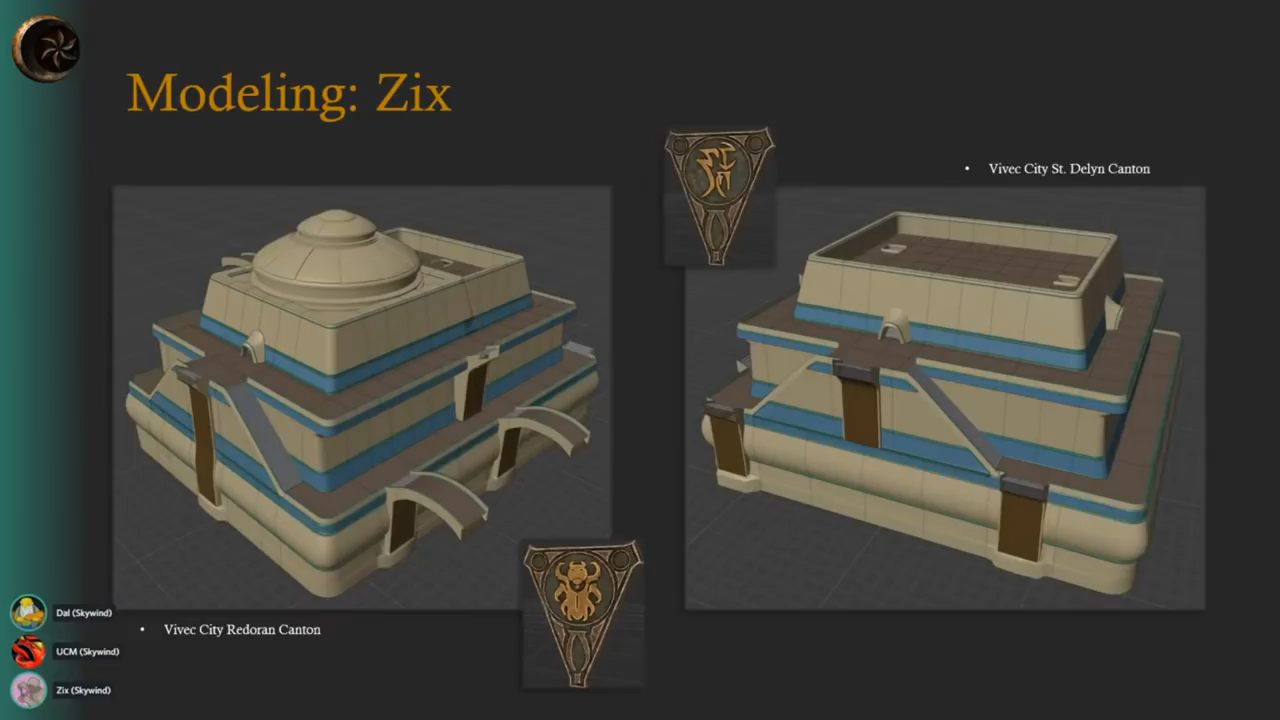 Modeling: Zix
• Vivec City St. Delyn Canton
Dal (Skywind)
• Vivec City Redoran Canton
UCM (Skywind)
Zix (Skywind)